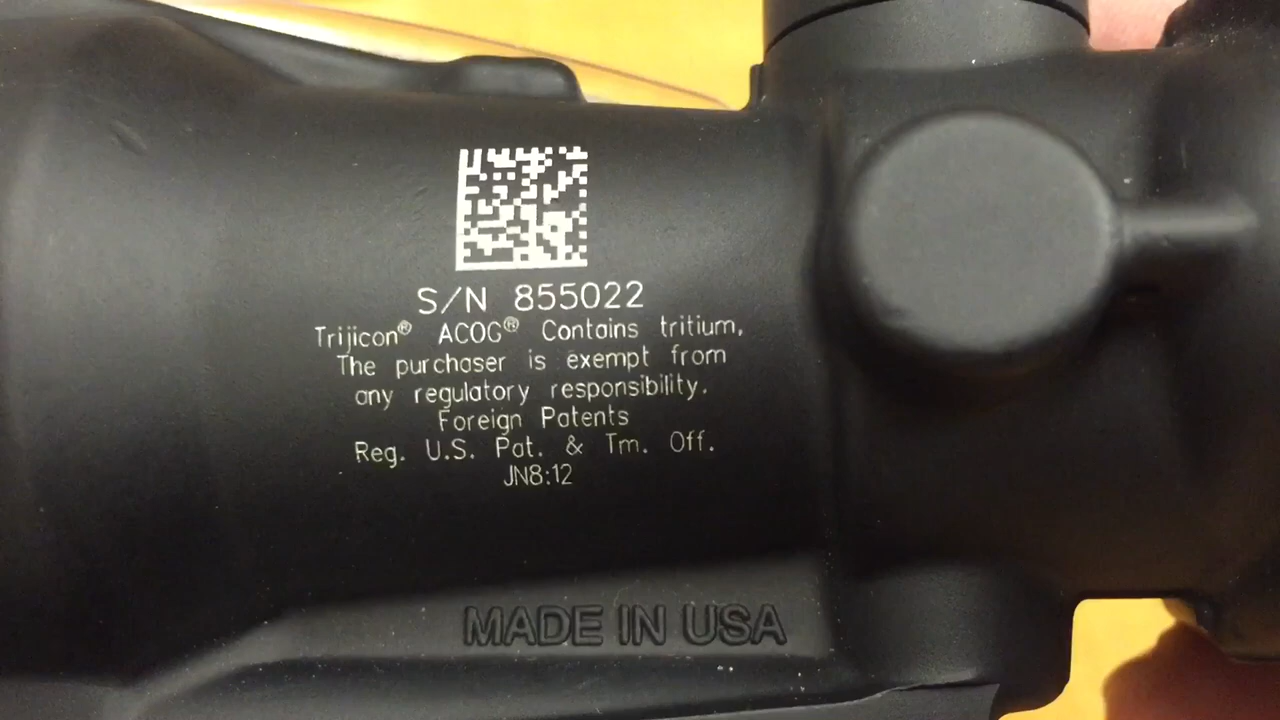 S/N 855022
Trijicon® ACOG® Contains tritium,
The purchaser is exempt from
any regulatory responsibility.
Foreign Patents
Reg. U.S. Pat. & Tm. Off.
JN8:12
MADE IN USA